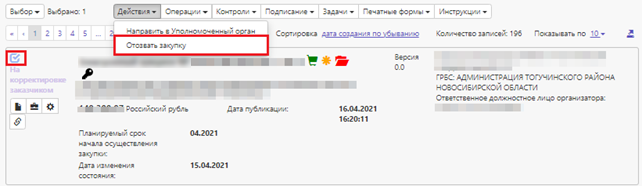 Выбор Выбрано: 1 Действия Операции Контроли Подписание Задачи Печатные формы Инструкции
Направить в Уполномоченный орган
« ‹ 1 2 3 4 5 ... 2 Сортировка дата создания по убыванию Количество записей: 196 Показывать по 10 › »
Отозвать закупку
На корректировке заказчиком
Версия
0.0
ГРБС: АДМИНИСТРАЦИЯ ТОГУЧИНСКОГО РАЙОНА
НОВОСИБИРСКОЙ ОБЛАСТИ
Ответственное должностное лицо организатора:
Российский рубль Дата публикации: 16.04.2021
16:20:11
Планируемый срок начала осуществления закупки: 04.2021
Дата изменения состояния: 15.04.2021